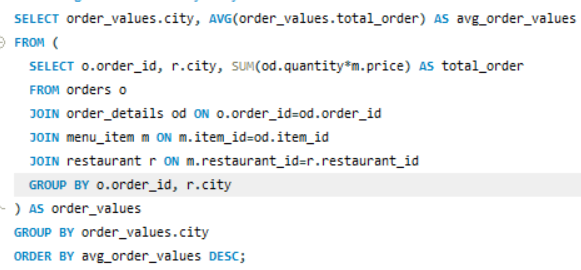 SELECT order_values.city, AVG(order_values.total_order) AS avg_order_values
FROM (
SELECT o.order_id, r.city, SUM(od.quantity*m.price) AS total_order
FROM orders o
JOIN order_details od ON o.order_id=od.order_id
JOIN menu_item m ON m.item_id=od.item_id
JOIN restaurant r ON m.restaurant_id=r.restaurant_id
GROUP BY o.order_id, r.city
) AS order_values
GROUP BY order_values.city
ORDER BY avg_order_values DESC;